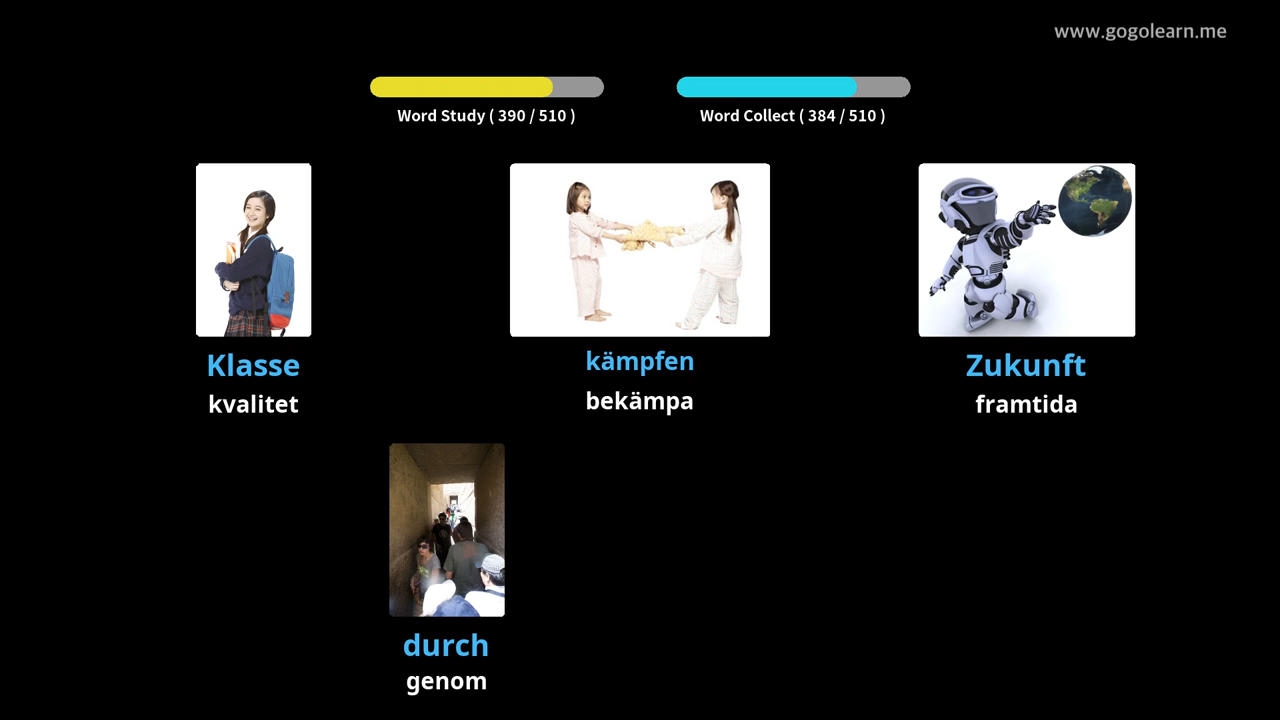 www.gogolearn.me
Word Study ( 390 / 510 )
Word Collect ( 384 / 510 )
Klasse
kvalitet
kämpfen
bekämpa
Zukunft
framtida
durch
genom